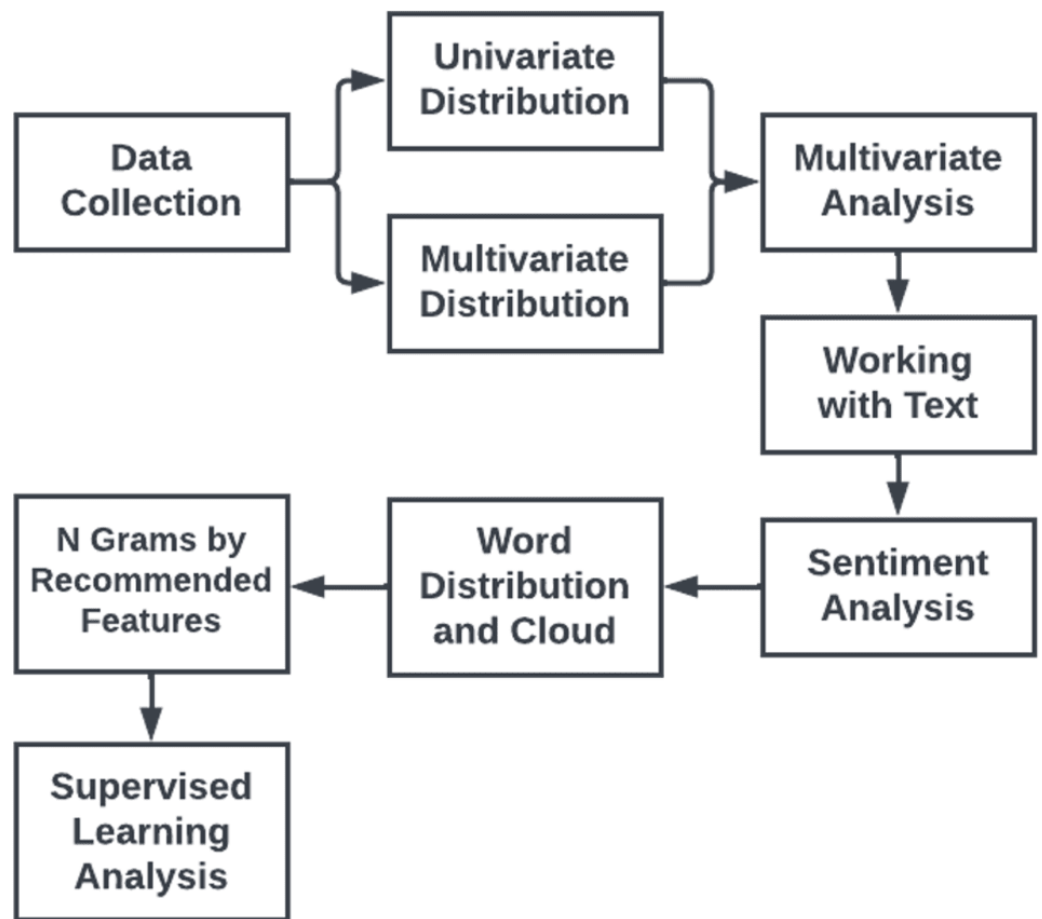 Data
Collection
Univariate
Distribution
Multivariate
Distribution
Multivariate
Analysis
Working
with Text
Sentiment
Analysis
Word
Distribution
and Cloud
N Grams by
Recommended
Features
Supervised
Learning
Analysis